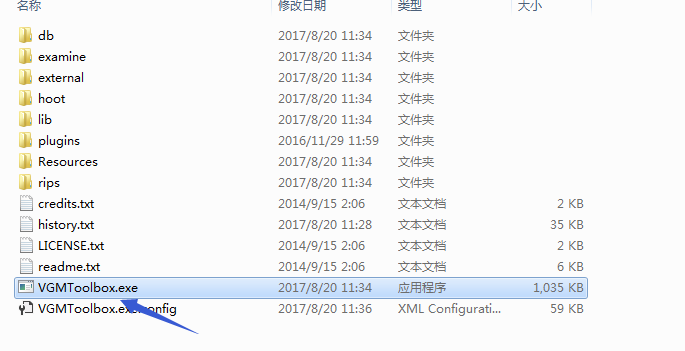 名称 修改日期 类型 大小
db 2017/8/20 11:34 文件夹
examine 2017/8/20 11:34 文件夹
external 2017/8/20 11:34 文件夹
hoot 2017/8/20 11:34 文件夹
lib 2017/8/20 11:34 文件夹
plugins 2016/11/29 11:59 文件夹
Resources 2017/8/20 11:34 文件夹
rips 2017/8/20 11:34 文件夹
credits.txt 2014/9/15 2:06 文本文档 2 KB
history.txt 2017/8/20 11:28 文本文档 35 KB
LICENSE.txt 2014/9/15 2:06 文本文档 2 KB
readme.txt 2014/9/15 2:06 文本文档 6 KB
VGMToolbox.exe 2017/8/20 11:34 应用程序 1,035 KB
VGMToolbox.exe.config 2017/8/20 11:36 XML Configurati... 59 KB